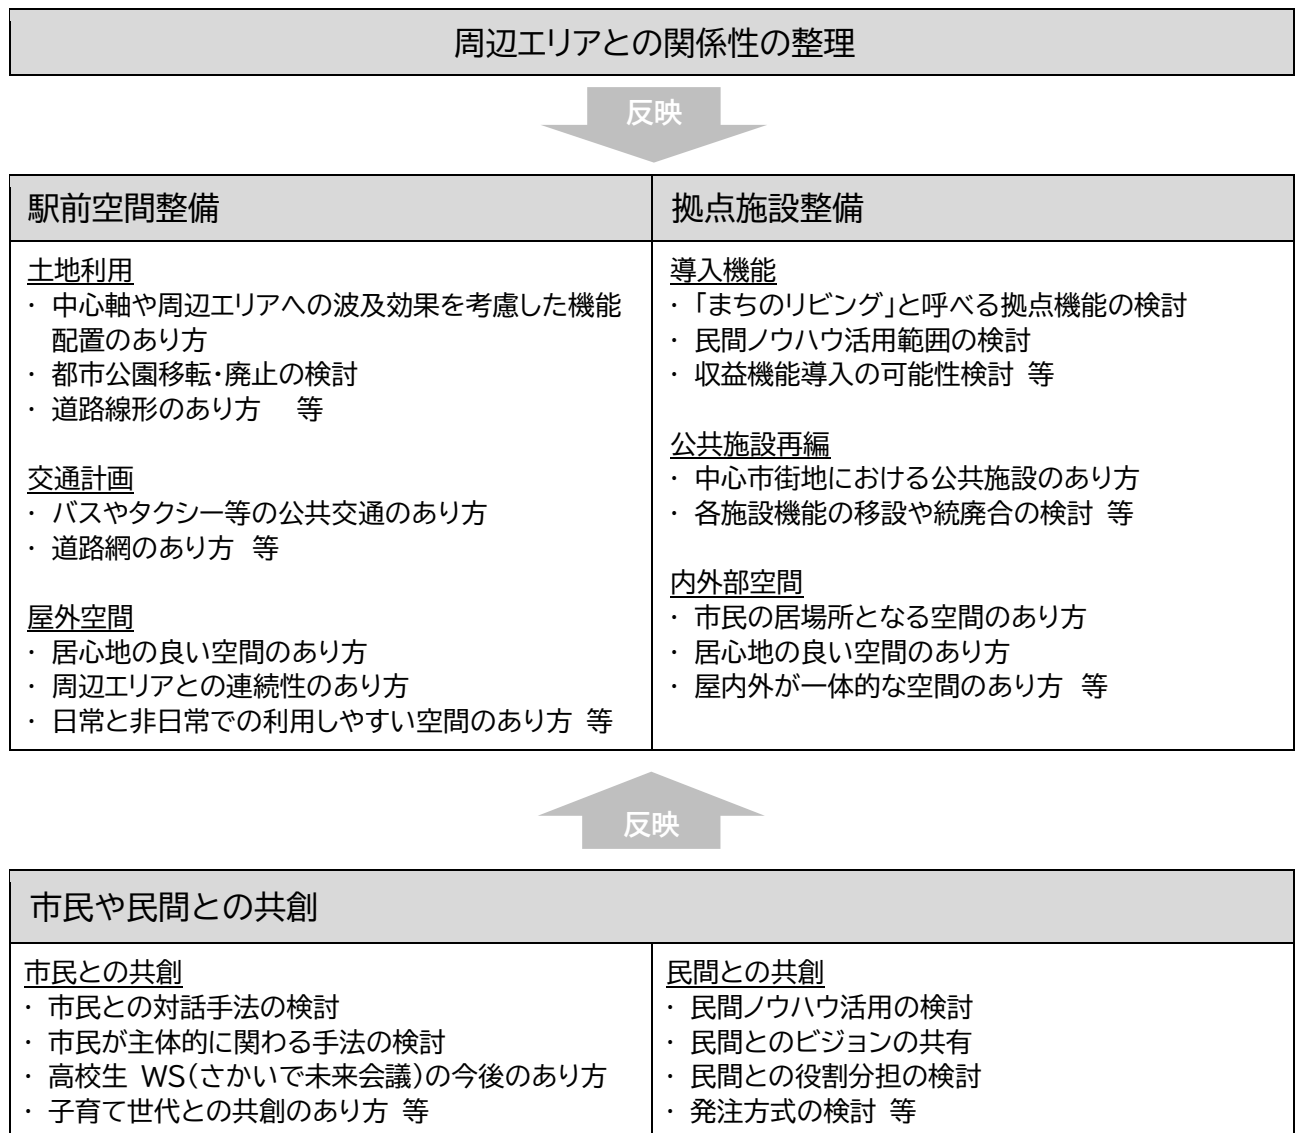 周辺エリアとの関係性の整理
反映
駅前空間整備
土地利用
・ 中心軸や周辺エリアへの波及効果を考慮した機能
配置のあり方
・ 都市公園移転・廃止の検討
・ 道路線形のあり方　等
交通計画
・ バスやタクシー等の公共交通のあり方
・ 道路網のあり方 等
屋外空間
・ 居心地の良い空間のあり方
・ 周辺エリアとの連続性のあり方
・ 日常と非日常での利用しやすい空間のあり方 等
拠点施設整備
導入機能
・ 「まちのリビング」と呼べる拠点機能の検討
・ 民間ノウハウ活用範囲の検討
・ 収益機能導入の可能性検討 等
公共施設再編
・ 中心市街地における公共施設のあり方
・ 各施設機能の移設や統廃合の検討 等
内外部空間
・ 市民の居場所となる空間のあり方
・ 居心地の良い空間のあり方
・ 屋内外が一体的な空間のあり方 等
反映
市民や民間との共創
市民との共創
・ 市民との対話手法の検討
・ 市民が主体的に関わる手法の検討
・ 高校生 WS(さかいで未来会議)の今後のあり方
・ 子育て世代との共創のあり方 等
民間との共創
・ 民間ノウハウ活用の検討
・ 民間とのビジョンの共有
・ 民間との役割分担の検討
・ 発注方式の検討 等